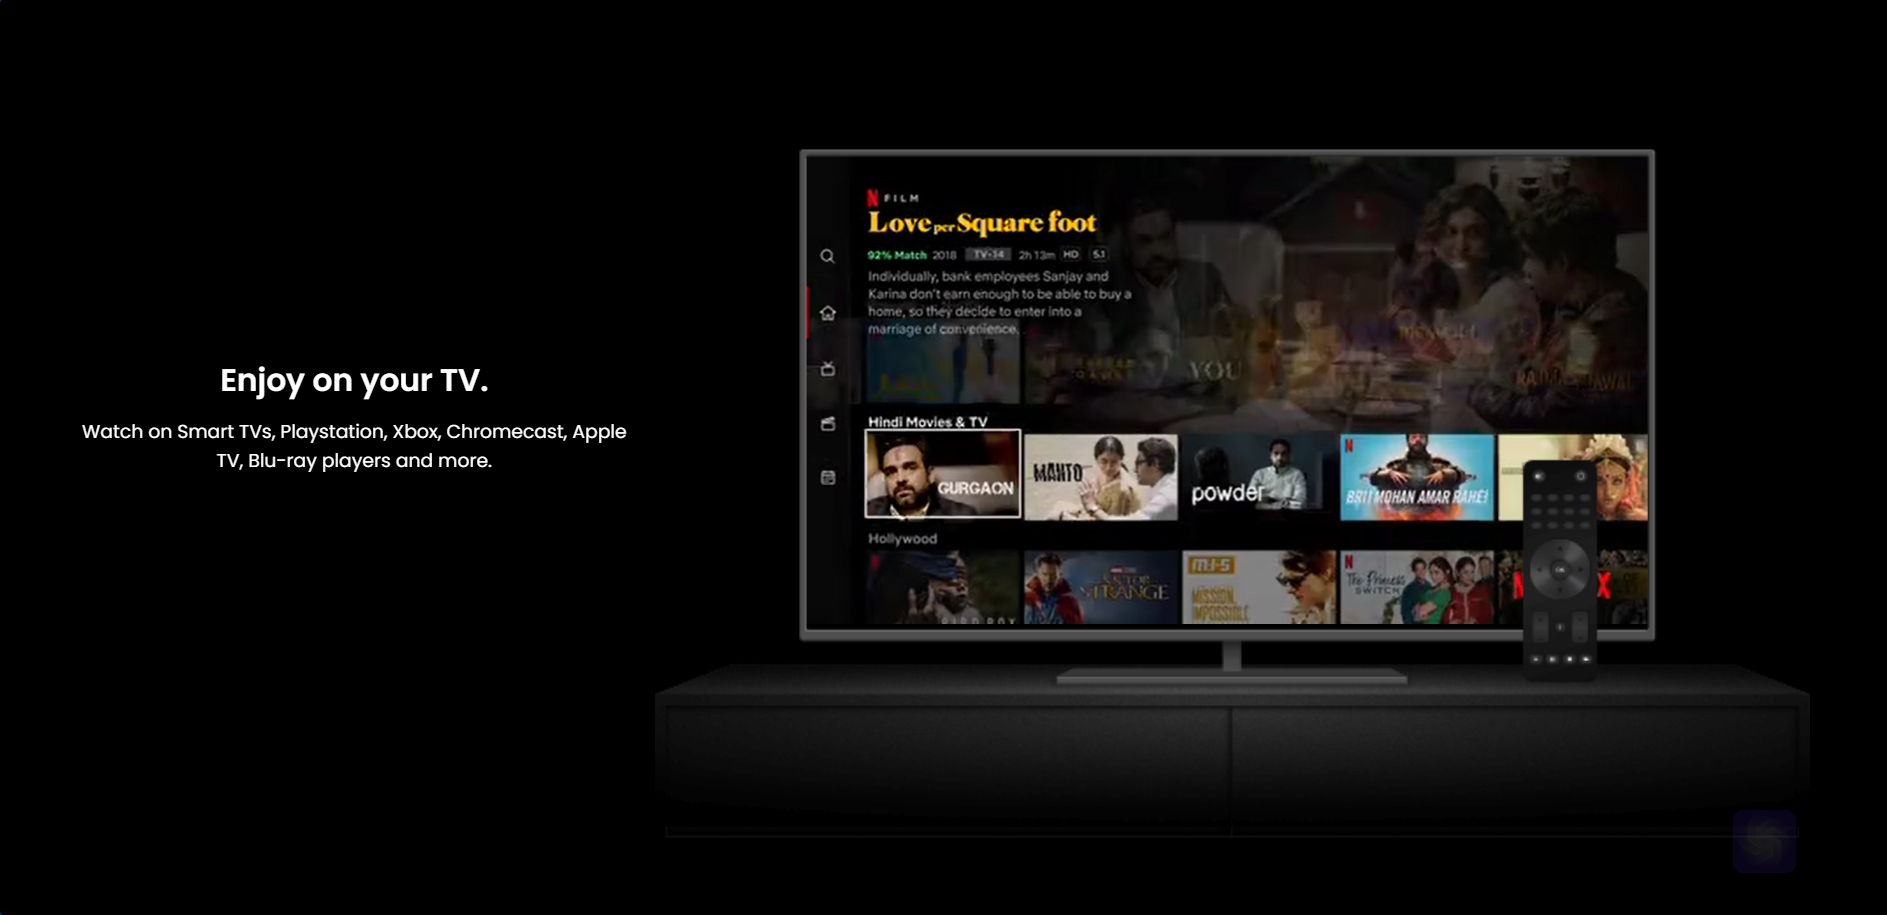 Enjoy on your TV.
Watch on Smart TVs, Playstation, Xbox, Chromecast, Apple
TV, Blu-ray players and more.
N FILM
Love per Square foot
92% Match 2018 TV-14 2h 13m HD 5.1
Individually, bank employees Sanjay and
Karina don't earn enough to be able to buy a
home, so they decide to enter into a
marriage of convenience.
YOU
Hindi Movies & TV
GURGAON
MANTO
powder
N
BRIJ MOHAN AMAR RAHE!
Hollywood
BIRD BOX
DOCTOR
STRANGE
M:I-5
MISSION:
IMPOSSIBLE
N
The Princess
SWITCH